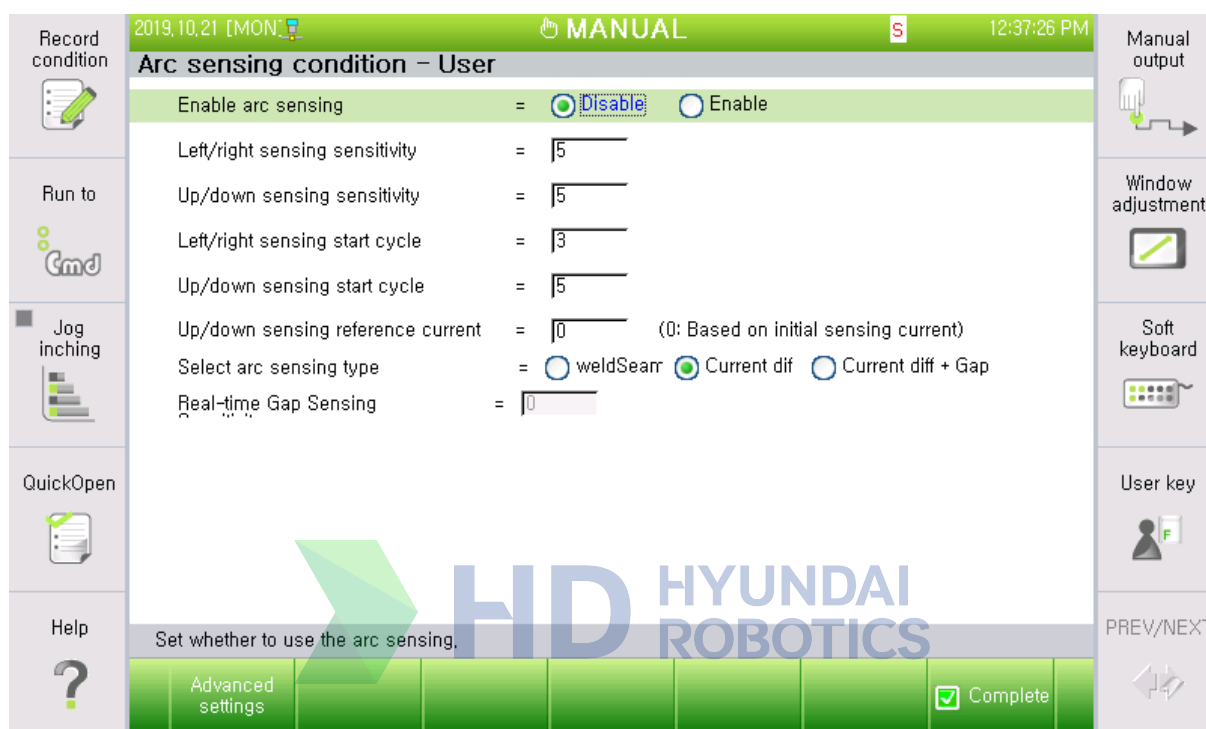 Record
condition
Run to
Cmd
Jog
inching
QuickOpen
Help
2019,10,21 [MON]
MANUAL
S
12:37:26 PM
Arc sensing condition - User
Enable arc sensing = Disable Enable
Left/right sensing sensitivity = 5
Up/down sensing sensitivity = 5
Left/right sensing start cycle = 3
Up/down sensing start cycle = 5
Up/down sensing reference current = 0 (0: Based on initial sensing current)
Select arc sensing type = weldSeam Current dif Current diff + Gap
Real-time Gap Sensing = 0
HD HYUNDAI
ROBOTICS
Set whether to use the arc sensing.
Advanced
settings
Complete
Manual
output
Window
adjustment
Soft
keyboard
User key
F
PREV/NEXT